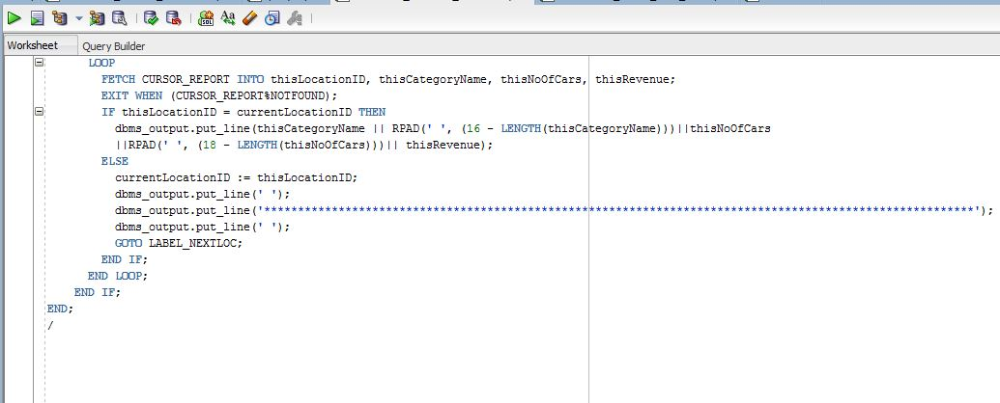 Worksheet Query Builder
LOOP
FETCH CURSOR_REPORT INTO thisLocationID, thisCategoryName, thisNoOfCars, thisRevenue;
EXIT WHEN (CURSOR_REPORT%NOTFOUND);
IF thisLocationID = currentLocationID THEN
dbms_output.put_line(thisCategoryName || RPAD(' ', (16 - LENGTH(thisCategoryName)))||thisNoOfCars
||RPAD(' ', (18 - LENGTH(thisNoOfCars)))|| thisRevenue);
ELSE
currentLocationID := thisLocationID;
dbms_output.put_line(' ');
dbms_output.put_line('*********************************************************************************************************');
dbms_output.put_line(' ');
GOTO LABEL_NEXTLOC;
END IF;
END LOOP;
END IF;
END;
/